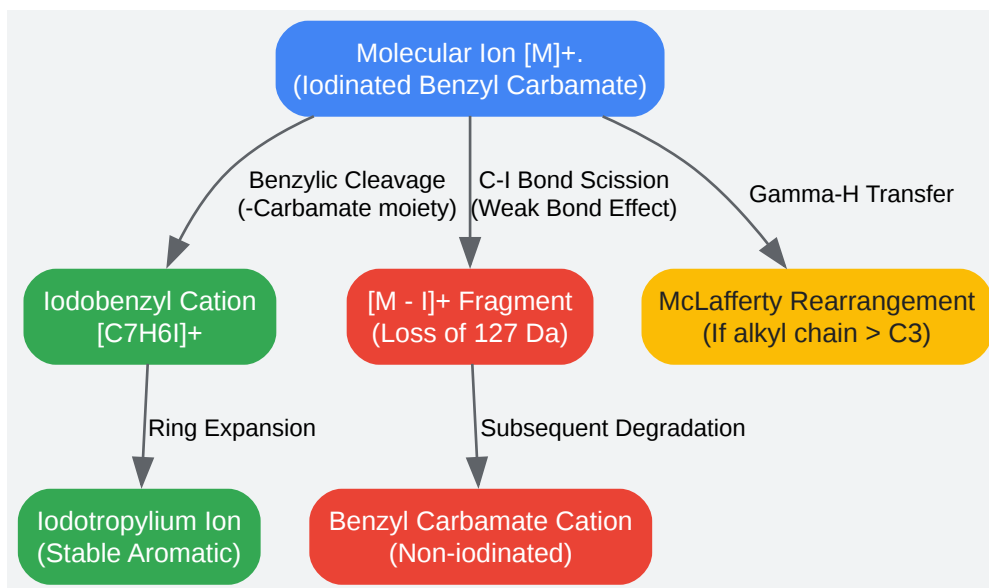 Molecular Ion [M]+.
(Iodinated Benzyl Carbamate)
Benzylic Cleavage
(-Carbamate moiety)
C-I Bond Scission
(Weak Bond Effect)
Gamma-H Transfer
Iodobenzyl Cation
[C7H6I]+
[M - I]+ Fragment
(Loss of 127 Da)
McLafferty Rearrangement
(If alkyl chain > C3)
Ring Expansion
Subsequent Degradation
Iodotropylium Ion
(Stable Aromatic)
Benzyl Carbamate Cation
(Non-iodinated)